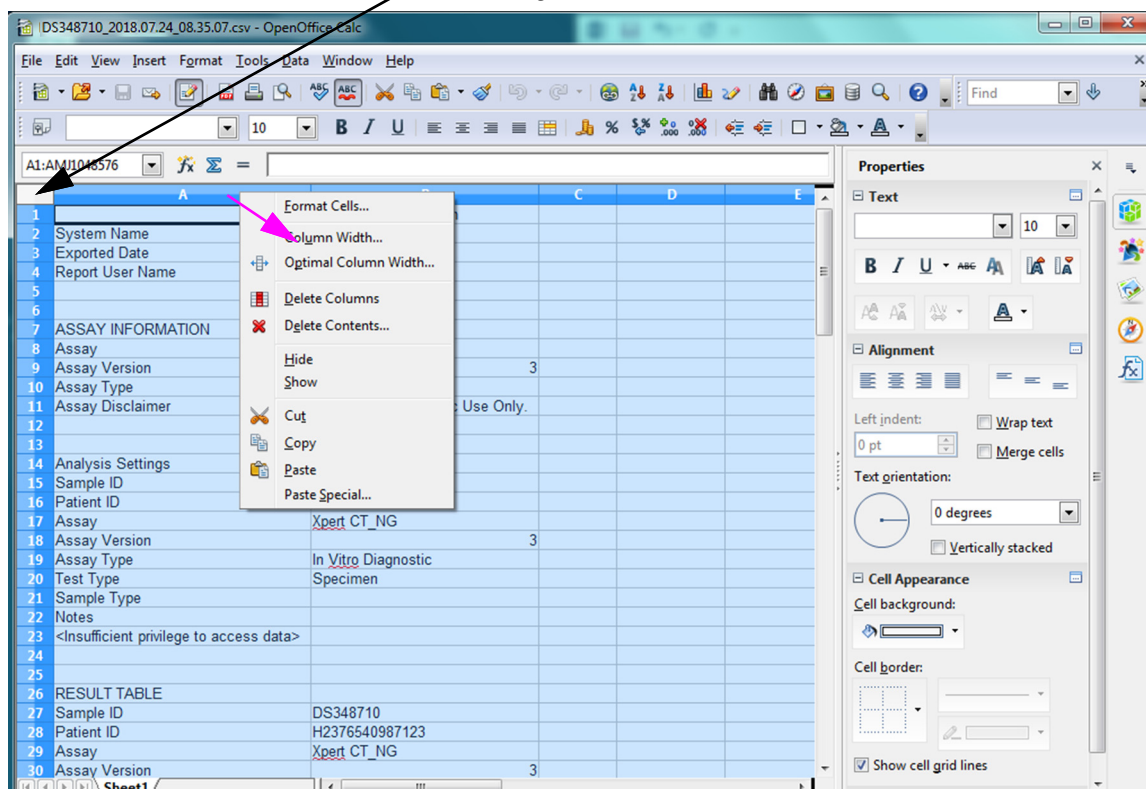 DS348710_2018.07.24_08.35.07.csv - OpenOffice Calc
File Edit View Insert Format Tools Data Window Help
Find
10
A1:AMJ1048576
A C D E
1
2 System Name
3 Exported Date
4 Report User Name
5
6
7 ASSAY INFORMATION
8 Assay
9 Assay Version 3
10 Assay Type
11 Assay Disclaimer Use Only.
12
13
14 Analysis Settings
15 Sample ID
16 Patient ID
17 Assay Xpert CT_NG
18 Assay Version 3
19 Assay Type In Vitro Diagnostic
20 Test Type Specimen
21 Sample Type
22 Notes
23 <Insufficient privilege to access data>
24
25
26 RESULT TABLE
27 Sample ID DS348710
28 Patient ID H2376540987123
29 Assay Xpert CT_NG
30 Assay Version 3
Sheet1
Format Cells...
Column Width...
Optimal Column Width...
Delete Columns
Delete Contents...
Hide
Show
Cut
Copy
Paste
Paste Special...
Properties
Text
10
Alignment
Left indent:
Wrap text
0 pt
Merge cells
Text orientation:
0 degrees
Vertically stacked
Cell Appearance
Cell background:
Cell border:
Show cell grid lines